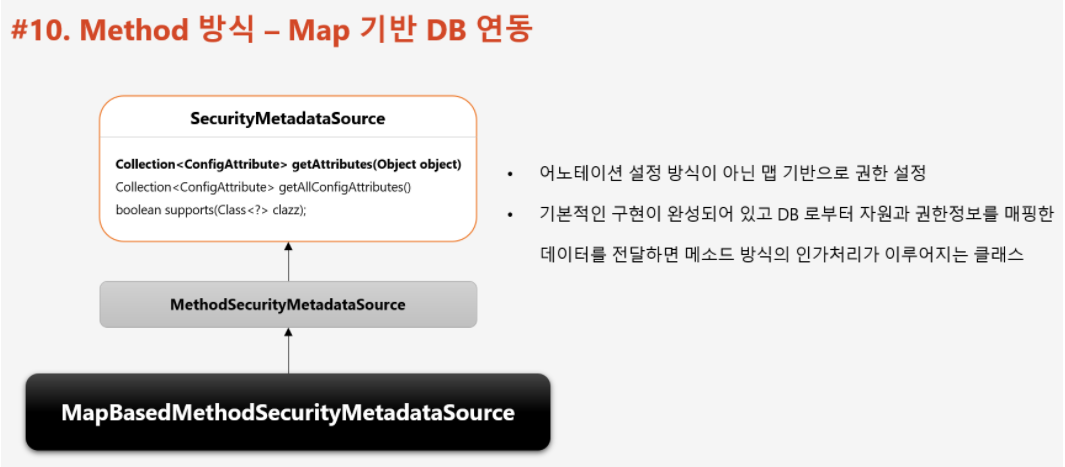 #10. Method 방식 – Map 기반 DB 연동
SecurityMetadataSource
Collection<ConfigAttribute> getAttributes(Object object)
Collection<ConfigAttribute> getAllConfigAttributes()
boolean supports(Class<?> clazz);
MethodSecurityMetadataSource
MapBasedMethodSecurityMetadataSource
• 어노테이션 설정 방식이 아닌 맵 기반으로 권한 설정
• 기본적인 구현이 완성되어 있고 DB 로부터 자원과 권한정보를 매핑한
데이터를 전달하면 메소드 방식의 인가처리가 이루어지는 클래스